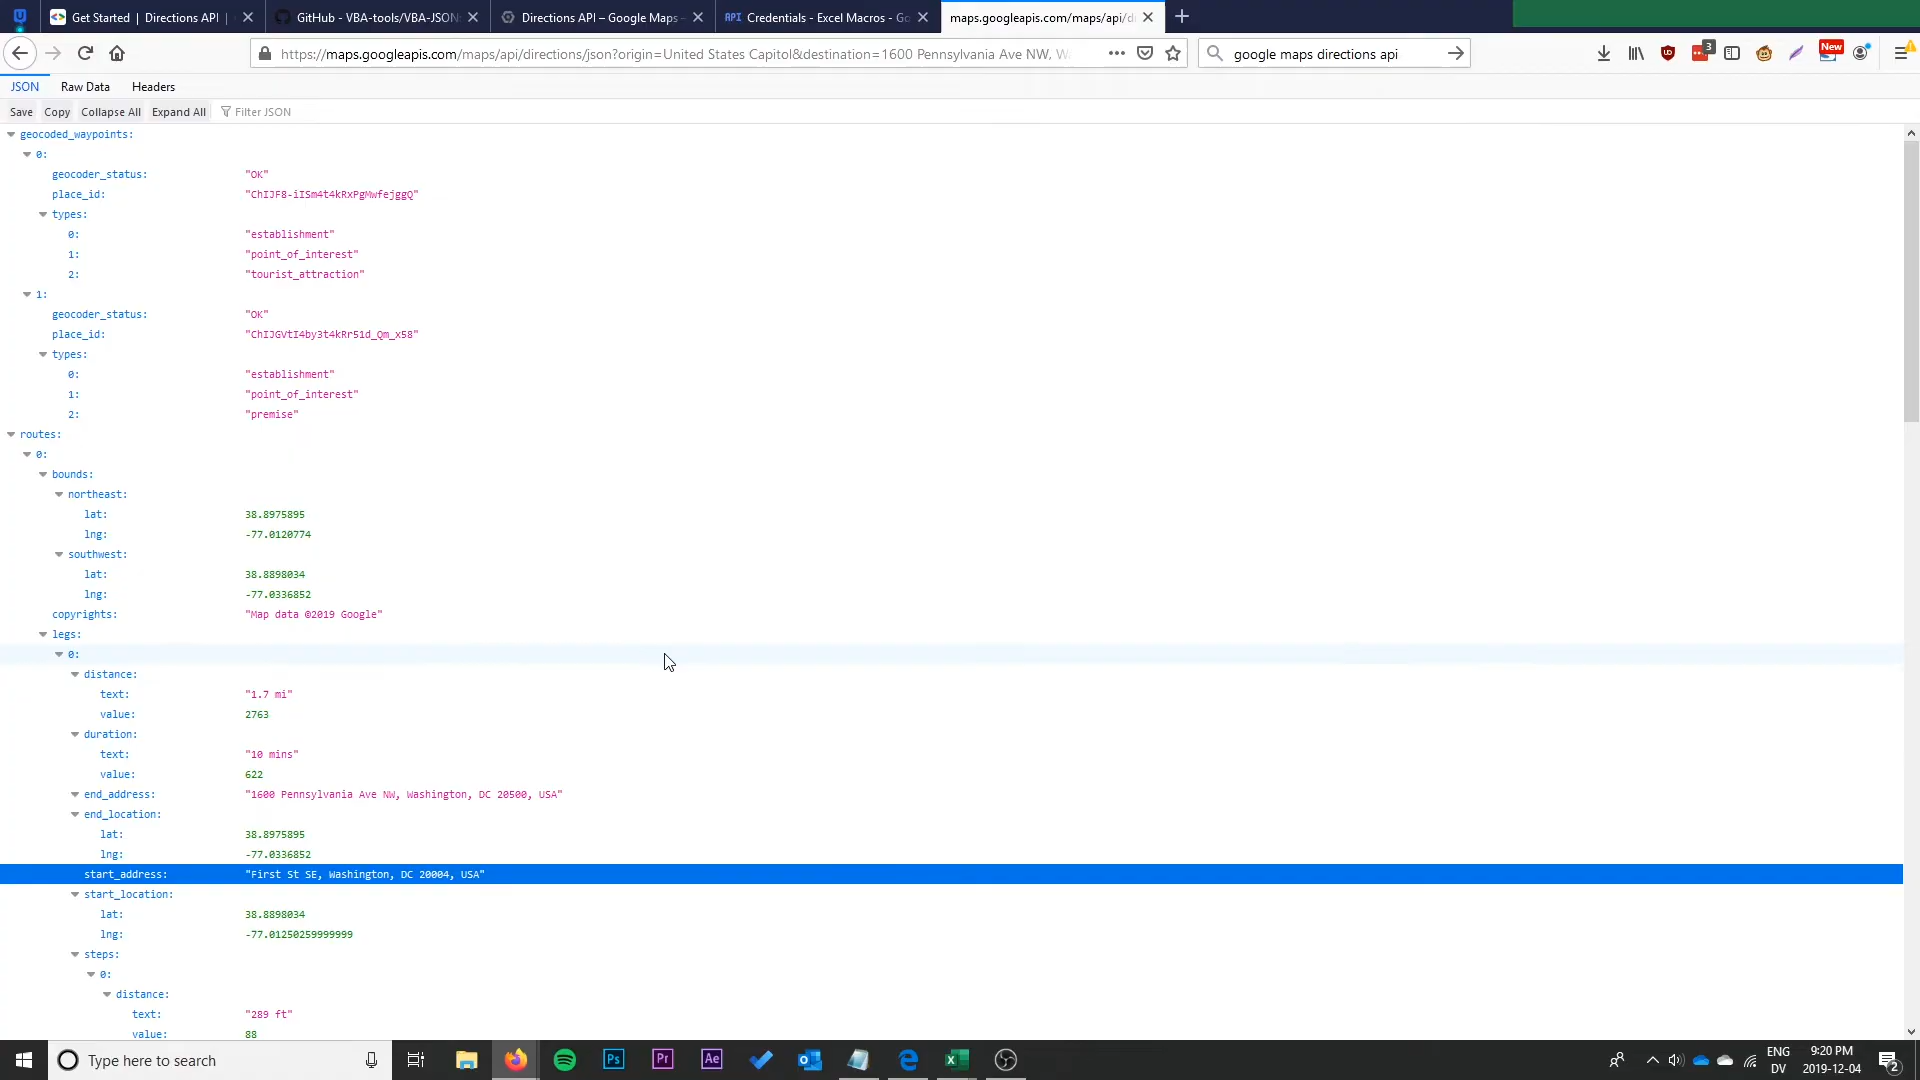 Get Started | Directions API |
GitHub - VBA-tools/VBA-JSON:
Directions API – Google Maps -
API Credentials - Excel Macros - Go
maps.googleapis.com/maps/api/d
https://maps.googleapis.com/maps/api/directions/json?origin=United States Capitol&destination=1600 Pennsylvania Ave NW, W
google maps directions api
3
New
JSON Raw Data Headers
Save Copy Collapse All Expand All Filter JSON
geocoded_waypoints:
0:
geocoder_status: "OK"
place_id: "ChIJF8-iISm4t4kRxPgMwfejggQ"
types:
0: "establishment"
1: "point_of_interest"
2: "tourist_attraction"
1:
geocoder_status: "OK"
place_id: "ChIJGVtI4by3t4kRr51d_Qm_x58"
types:
0: "establishment"
1: "point_of_interest"
2: "premise"
routes:
0:
bounds:
northeast:
lat: 38.8975895
lng: -77.0120774
southwest:
lat: 38.8898034
lng: -77.0336852
copyrights: "Map data ©2019 Google"
legs:
0:
distance:
text: "1.7 mi"
value: 2763
duration:
text: "10 mins"
value: 622
end_address: "1600 Pennsylvania Ave NW, Washington, DC 20500, USA"
end_location:
lat: 38.8975895
lng: -77.0336852
start_address: "First St SE, Washington, DC 20004, USA"
start_location:
lat: 38.8898034
lng: -77.01250259999999
steps:
0:
distance:
text: "289 ft"
value: 88
Type here to search
Ps
Pr
Ae
ENG
DV
9:20 PM
2019-12-04
2